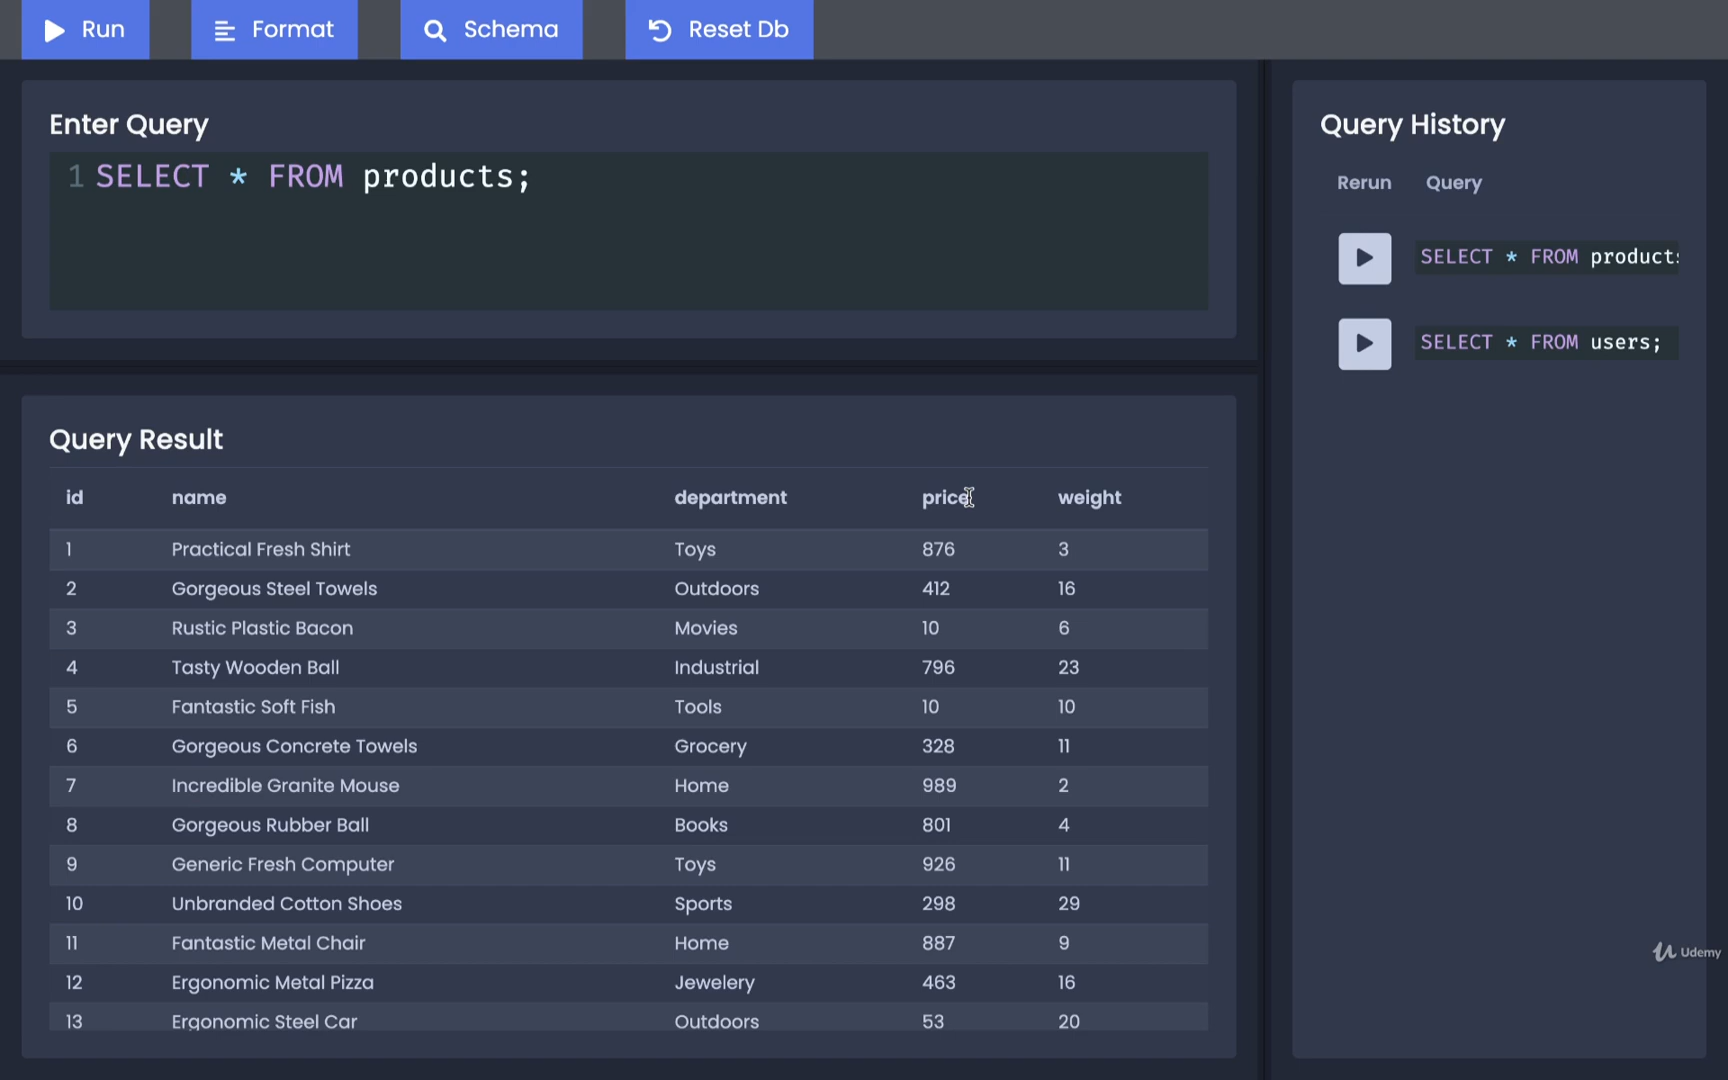 Run
Format
Schema
Reset Db
Enter Query
1 SELECT * FROM products;
Query Result
id name department price weight
1 Practical Fresh Shirt Toys 876 3
2 Gorgeous Steel Towels Outdoors 412 16
3 Rustic Plastic Bacon Movies 10 6
4 Tasty Wooden Ball Industrial 796 23
5 Fantastic Soft Fish Tools 10 10
6 Gorgeous Concrete Towels Grocery 328 11
7 Incredible Granite Mouse Home 989 2
8 Gorgeous Rubber Ball Books 801 4
9 Generic Fresh Computer Toys 926 11
10 Unbranded Cotton Shoes Sports 298 29
11 Fantastic Metal Chair Home 887 9
12 Ergonomic Metal Pizza Jewelery 463 16
13 Ergonomic Steel Car Outdoors 53 20
Query History
Rerun Query
SELECT * FROM products
SELECT * FROM users;
Udemy